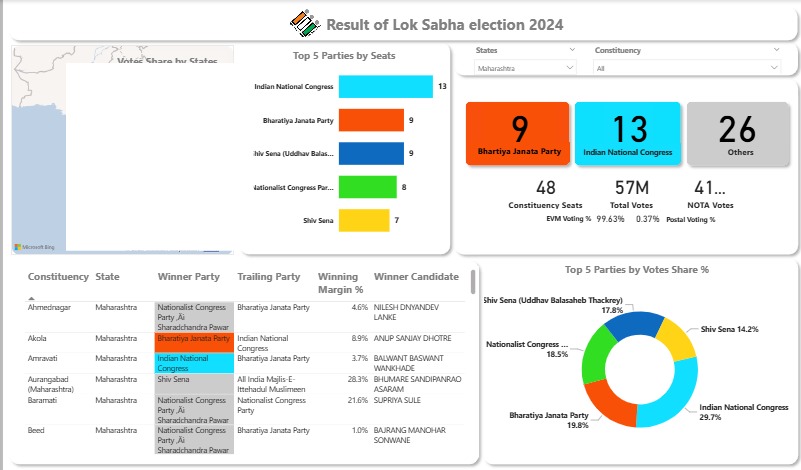 Result of Lok Sabha election 2024
Votes Share by States
Microsoft Bing
Top 5 Parties by Seats
Indian National Congress 13
Bharatiya Janata Party 9
hiv Sena (Uddhav Balas... 9
lationalist Congress Par... 8
Shiv Sena 7
States
Maharashtra
Constituency
All
9
Bhartiya Janata Party
13
Indian National Congress
26
Others
48
Constituency Seats
57M
Total Votes
41...
NOTA Votes
EVM Voting % 99.63% 0.37% Postal Voting %
Constituency State Winner Party Trailing Party Winning Winner Candidate
Margin %
Ahmednagar Maharashtra Nationalist Congress Bharatiya Janata Party 4.6% NILESH DNYANDEV
Party ‚Äì LANKE
Sharadchandra Pawar
Akola Maharashtra Bharatiya Janata Party Indian National 8.9% ANUP SANJAY DHOTRE
Congress
Amravati Maharashtra Indian National Bharatiya Janata Party 3.7% BALWANT BASWANT
Congress WANKHADE
Aurangabad Maharashtra Shiv Sena All India Majlis-E- 28.3% BHUMARE SANDIPANRAO
(Maharashtra) Ittehadul Muslimeen ASARAM
Baramati Maharashtra Nationalist Congress Nationalist Congress 21.6% SUPRIYA SULE
Party ‚Äì Party
Sharadchandra Pawar
Beed Maharashtra Nationalist Congress Bharatiya Janata Party 1.0% BAJRANG MANOHAR
Party ‚Äì SONWANE
Sharadchandra Pawar
Top 5 Parties by Votes Share %
Shiv Sena (Uddhav Balasaheb Thackrey)
17.8%
Shiv Sena 14.2%
Nationalist Congress ...
18.5%
Bharatiya Janata Party
19.8%
Indian National Congress
29.7%